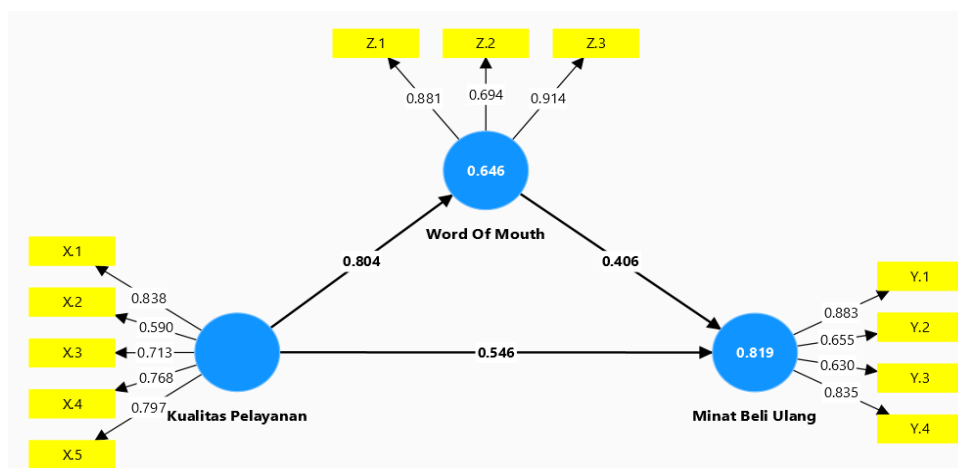 Z.1 Z.2 Z.3
0.881 0.694 0.914
0.646
Word Of Mouth
0.804 0.406
X.1
0.838
X.2
0.590
X.3
0.713
X.4
0.768
X.5
0.797
Kualitas Pelayanan
0.546
0.819
Minat Beli Ulang
Y.1
0.883
Y.2
0.655
Y.3
0.630
Y.4
0.835